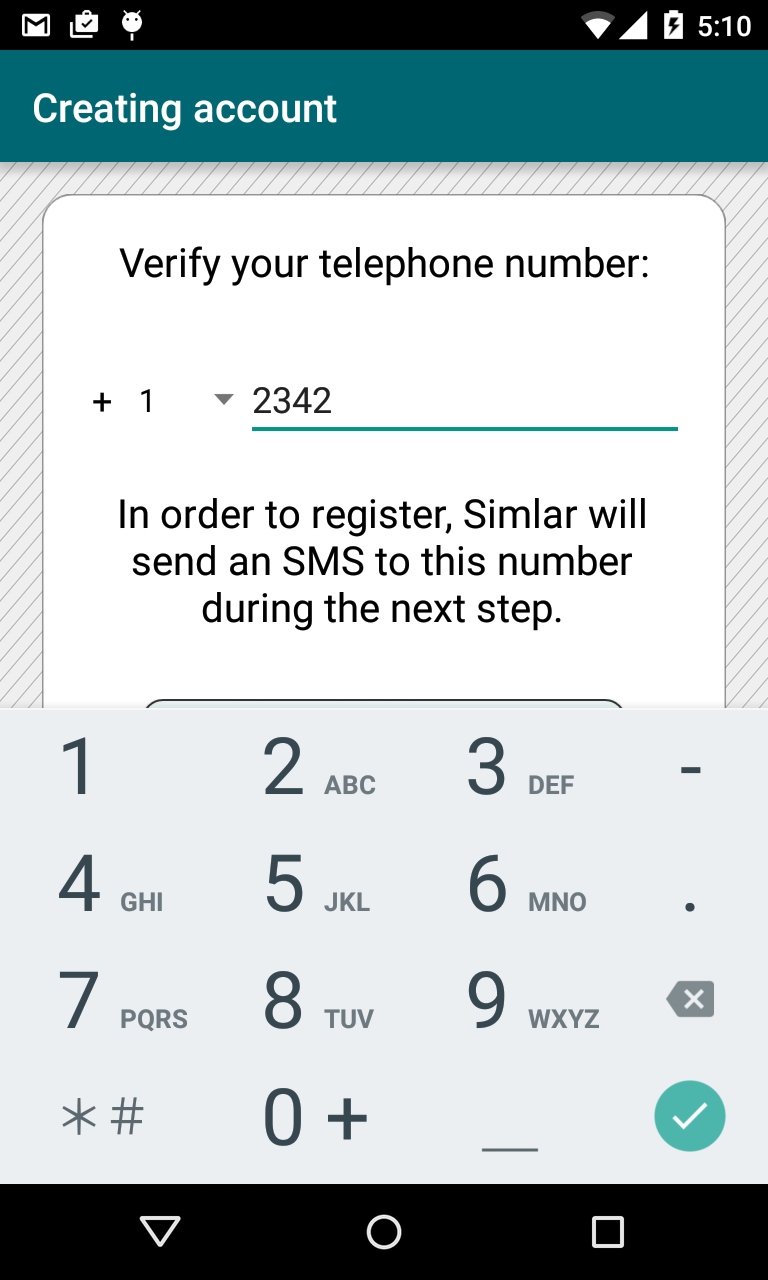 5:10
Creating account
Verify your telephone number:
+ 1 2342
In order to register, Simlar will
send an SMS to this number
during the next step.
1 2 ABC 3 DEF -
4 GHI 5 JKL 6 MNO .
7 PQRS 8 TUV 9 WXYZ
*# 0 + _